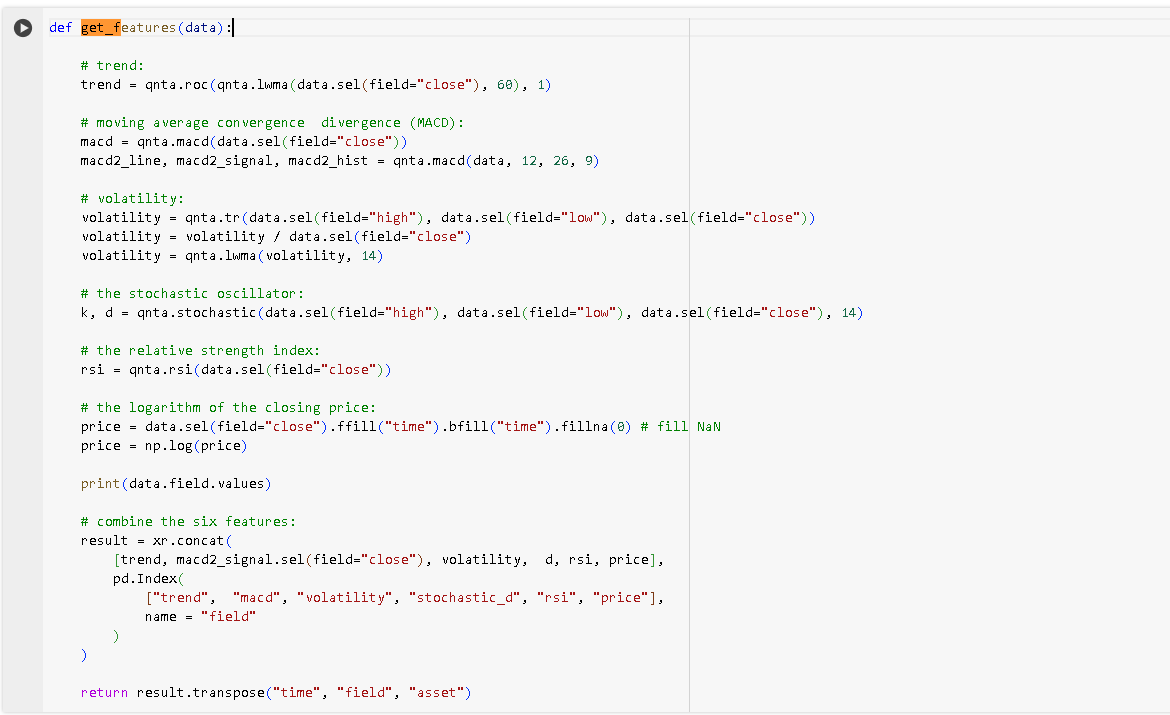 def get_features(data):
    # trend:
    trend = qnta.roc(qnta.lwma(data.sel(field="close"), 60), 1)
    # moving average convergence  divergence (MACD):
    macd = qnta.macd(data.sel(field="close"))
    macd2_line, macd2_signal, macd2_hist = qnta.macd(data, 12, 26, 9)
    # volatility:
    volatility = qnta.tr(data.sel(field="high"), data.sel(field="low"), data.sel(field="close"))
    volatility = volatility / data.sel(field="close")
    volatility = qnta.lwma(volatility, 14)
    # the stochastic oscillator:
    k, d = qnta.stochastic(data.sel(field="high"), data.sel(field="low"), data.sel(field="close"), 14)
    # the relative strength index:
    rsi = qnta.rsi(data.sel(field="close"))
    # the logarithm of the closing price:
    price = data.sel(field="close").ffill("time").bfill("time").fillna(0) # fill NaN
    price = np.log(price)
    print(data.field.values)
    # combine the six features:
    result = xr.concat(
        [trend, macd2_signal.sel(field="close"), volatility,  d, rsi, price],
        pd.Index(
            ["trend",  "macd", "volatility", "stochastic_d", "rsi", "price"],
            name = "field"
        )
    )
    return result.transpose("time", "field", "asset")